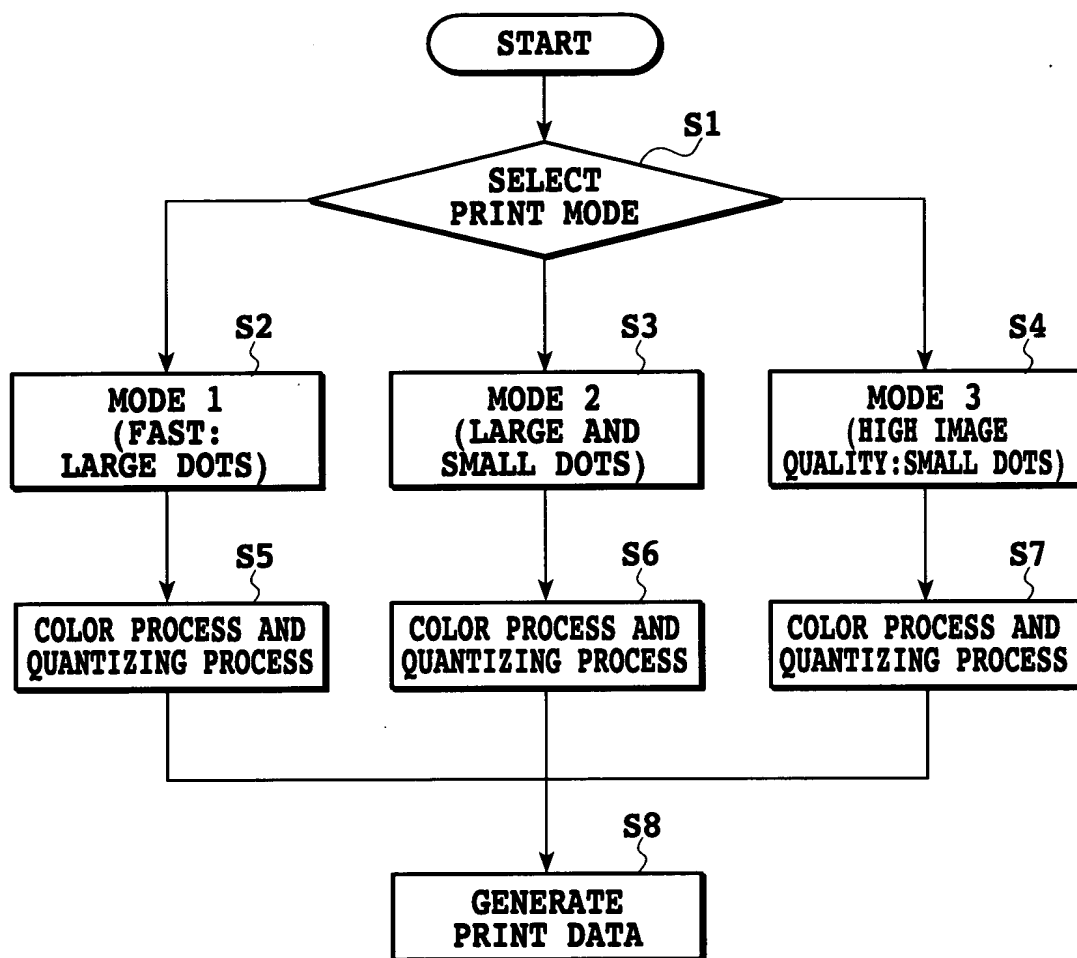 START
S1
SELECT
PRINT MODE
S2
S3
S4
MODE 1
(FAST:
LARGE DOTS)
MODE 2
(LARGE AND
SMALL DOTS)
MODE 3
(HIGH IMAGE
QUALITY:SMALL DOTS)
S5
S6
S7
COLOR PROCESS AND
QUANTIZING PROCESS
COLOR PROCESS AND
QUANTIZING PROCESS
COLOR PROCESS AND
QUANTIZING PROCESS
S8
GENERATE
PRINT DATA